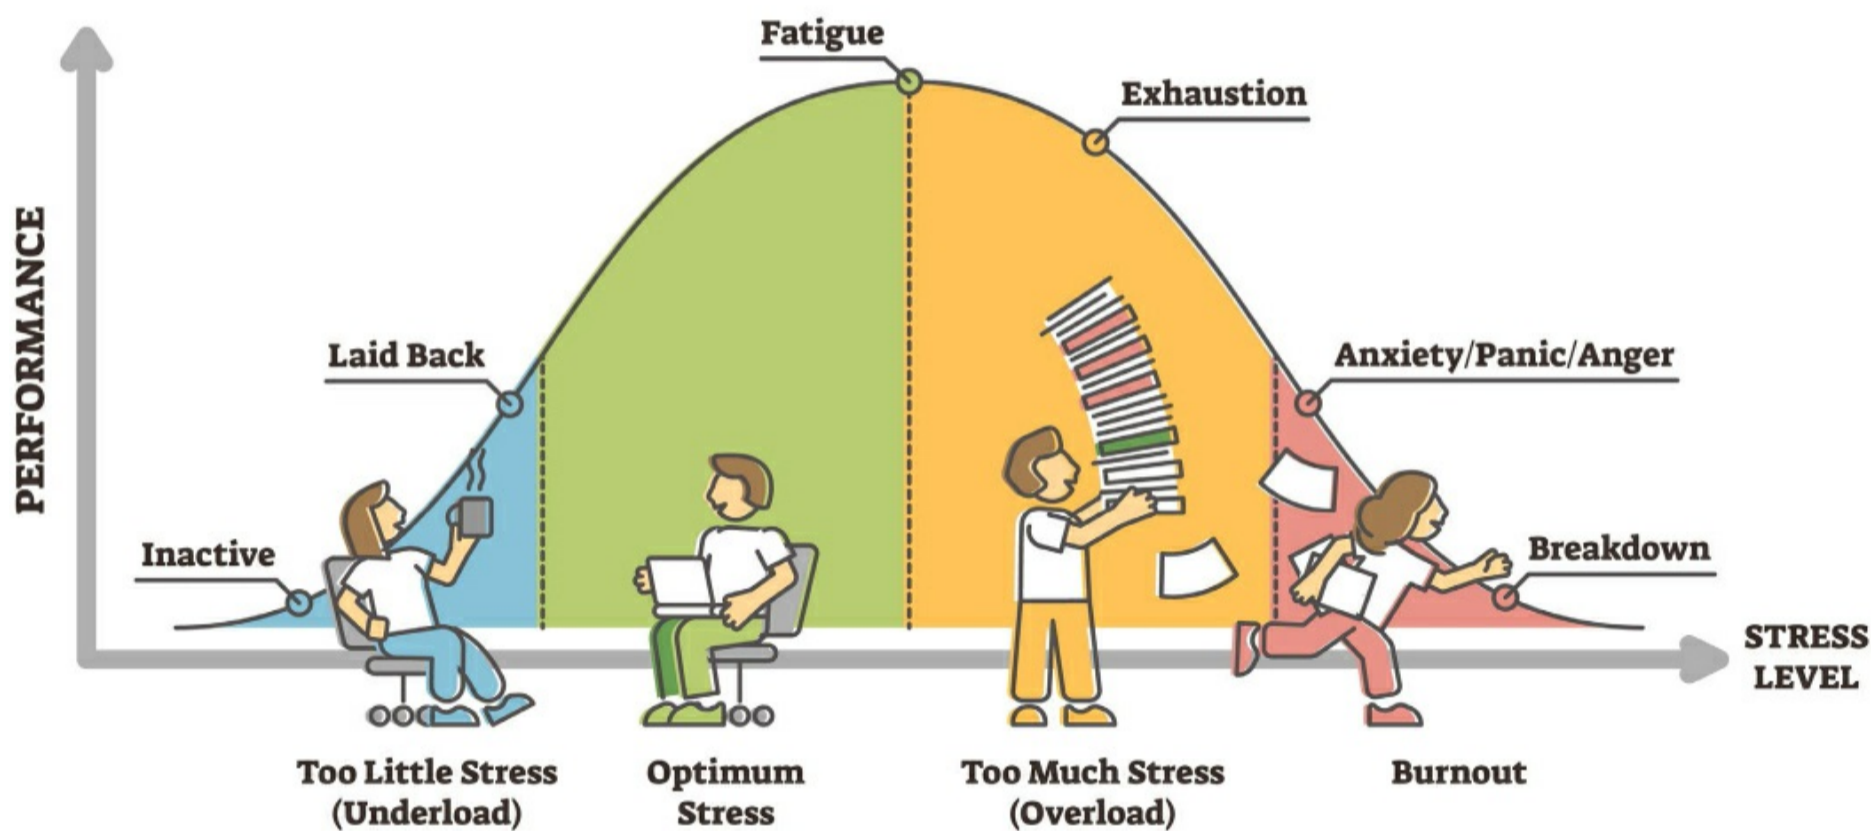 Fatigue
Exhaustion
PERFORMANCE
Laid Back
Anxiety/Panic/Anger
Inactive
Breakdown
STRESS
LEVEL
Too Little Stress
(Underload)
Optimum
Stress
Too Much Stress
(Overload)
Burnout